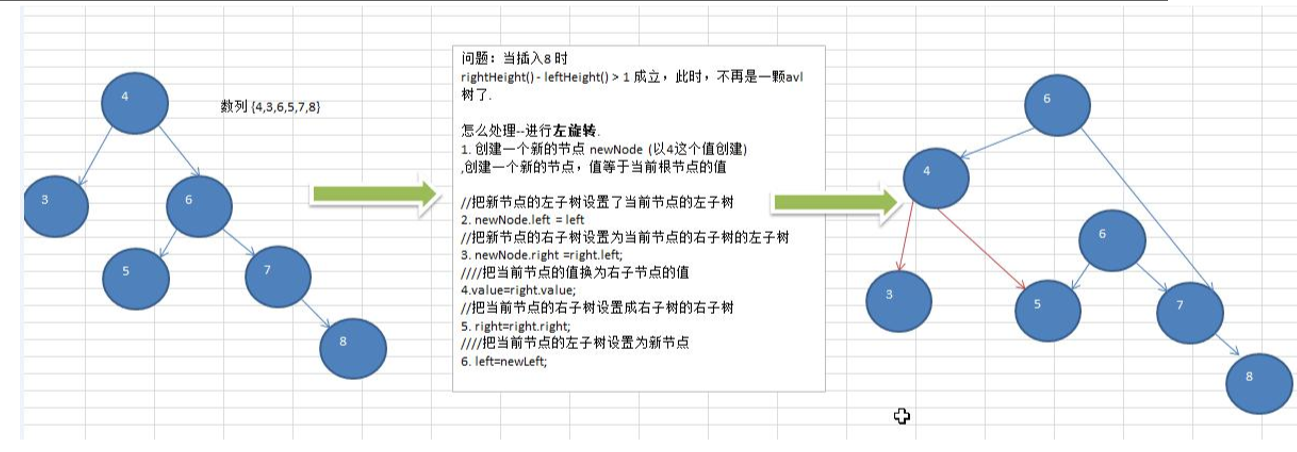 4
数列 {4,3,6,5,7,8}
3
6
5
7
8
问题：当插入8 时
rightHeight() - leftHeight() > 1 成立，此时，不再是一颗avl
树了.
怎么处理--进行左旋转.
1. 创建一个新的节点 newNode (以4这个值创建)
,创建一个新的节点，值等于当前根节点的值
//把新节点的左子树设置了当前节点的左子树
2. newNode.left = left
//把新节点的右子树设置为当前节点的右子树的左子树
3. newNode.right =right.left;
////把当前节点的值换为右子节点的值
4.value=right.value;
//把当前节点的右子树设置成右子树的右子树
5. right=right.right;
////把当前节点的左子树设置为新节点
6. left=newLeft;
6
4
6
3
5
7
8